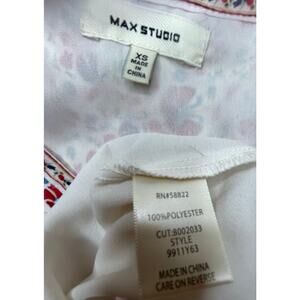 MAX STUDIO
XS
MADE
IN
CHINA
RN#58822
100%POLYESTER
CUT:8002033
STYLE
9911Y63
MADE IN CHINA
CARE ON REVERSE